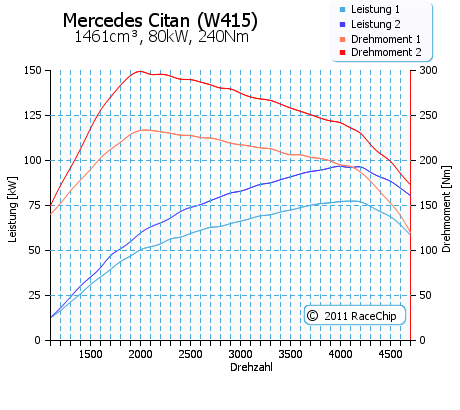 Mercedes Citan (W415)
1461cm³, 80kW, 240Nm
Leistung 1
Leistung 2
Drehmoment 1
Drehmoment 2
150
125
100
75
50
25
0
Leistung [kW]
300
250
200
150
100
50
0
Drehmoment [Nm]
1500 2000 2500 3000 3500 4000 4500
Drehzahl
© 2011 RaceChip